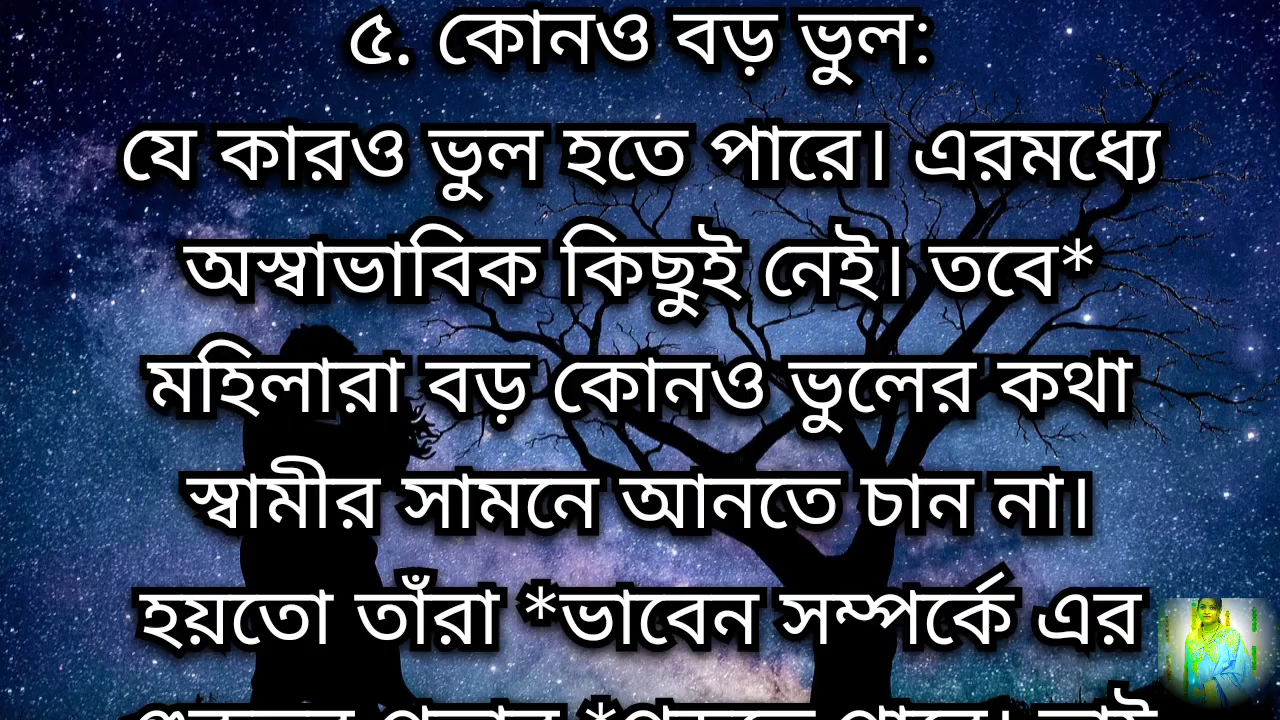 ৫. কোনও বড় ভুল:
যে কারও ভুল হতে পারে। এরমধ্যে
অস্বাভাবিক কিছুই নেই। তবে*
মহিলারা বড় কোনও ভুলের কথা
স্বামীর সামনে আনতে চান না।
হয়তো তাঁরা *ভাবেন সম্পর্কে এর